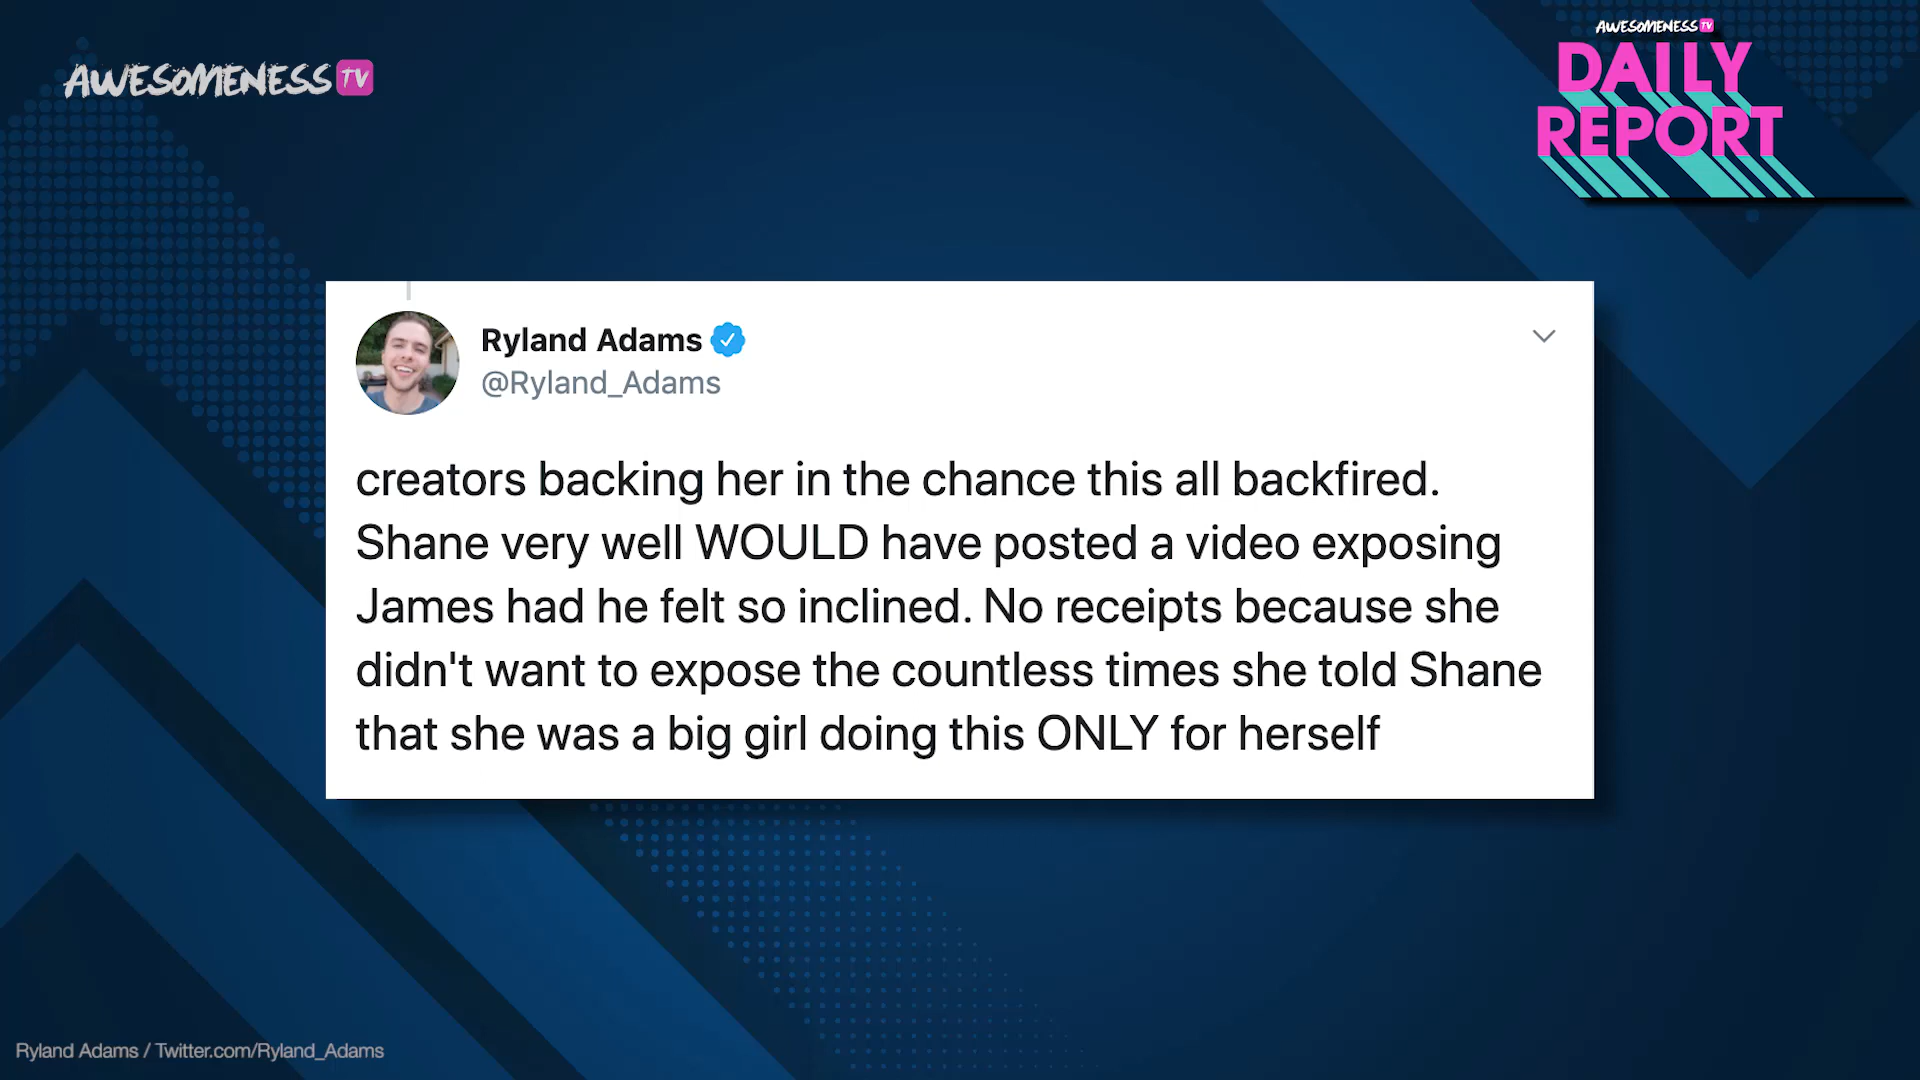 AWESOMENESS TV
AWESOMENESS TV
DAILY
REPORT
Ryland Adams
@Ryland_Adams
creators backing her in the chance this all backfired.
Shane very well WOULD have posted a video exposing
James had he felt so inclined. No receipts because she
didn't want to expose the countless times she told Shane
that she was a big girl doing this ONLY for herself
Ryland Adams / Twitter.com/Ryland_Adams